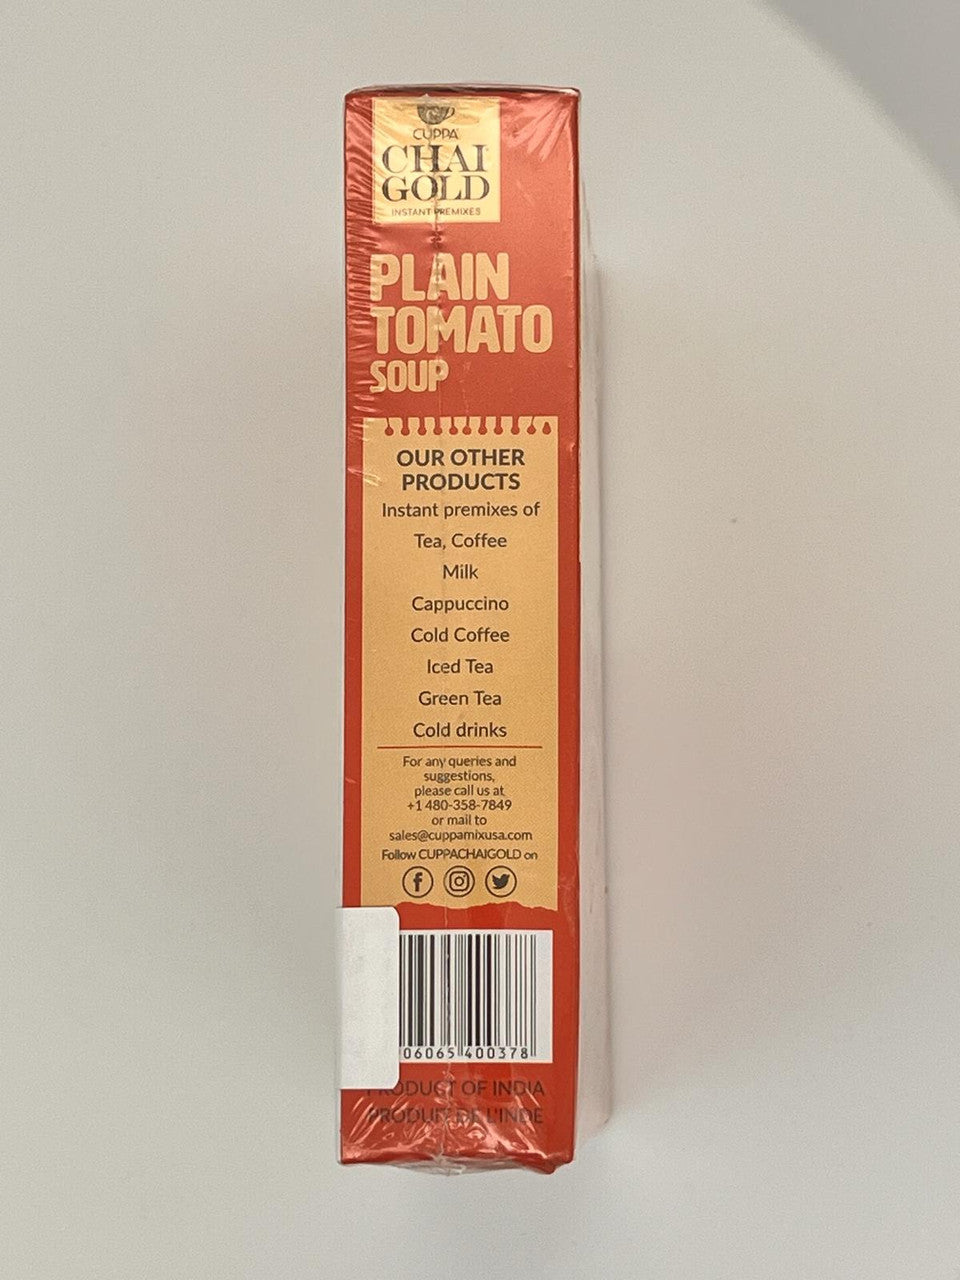 CUPPA
CHAI
GOLD
INSTANT PREMIXES
PLAIN
TOMATO
SOUP
OUR OTHER
PRODUCTS
Instant premixes of
Tea, Coffee
Milk
Cappuccino
Cold Coffee
Iced Tea
Green Tea
Cold drinks
For any queries and
suggestions,
please call us at
+1 480-358-7849
or mail to
sales@cuppamixusa.com
Follow CUPPACHAIGOLD on
06065 400378
PRODUCT OF INDIA
PRODUIT DE L'INDE